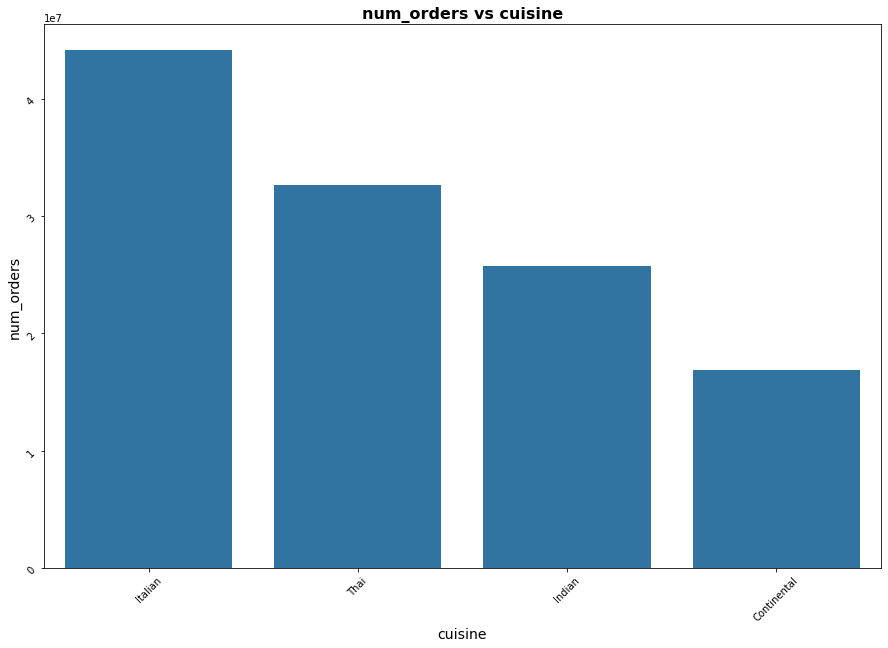 num_orders vs cuisine
1e7
4
3
2
1
0
num_orders
Italian
Thai
Indian
Continental
cuisine